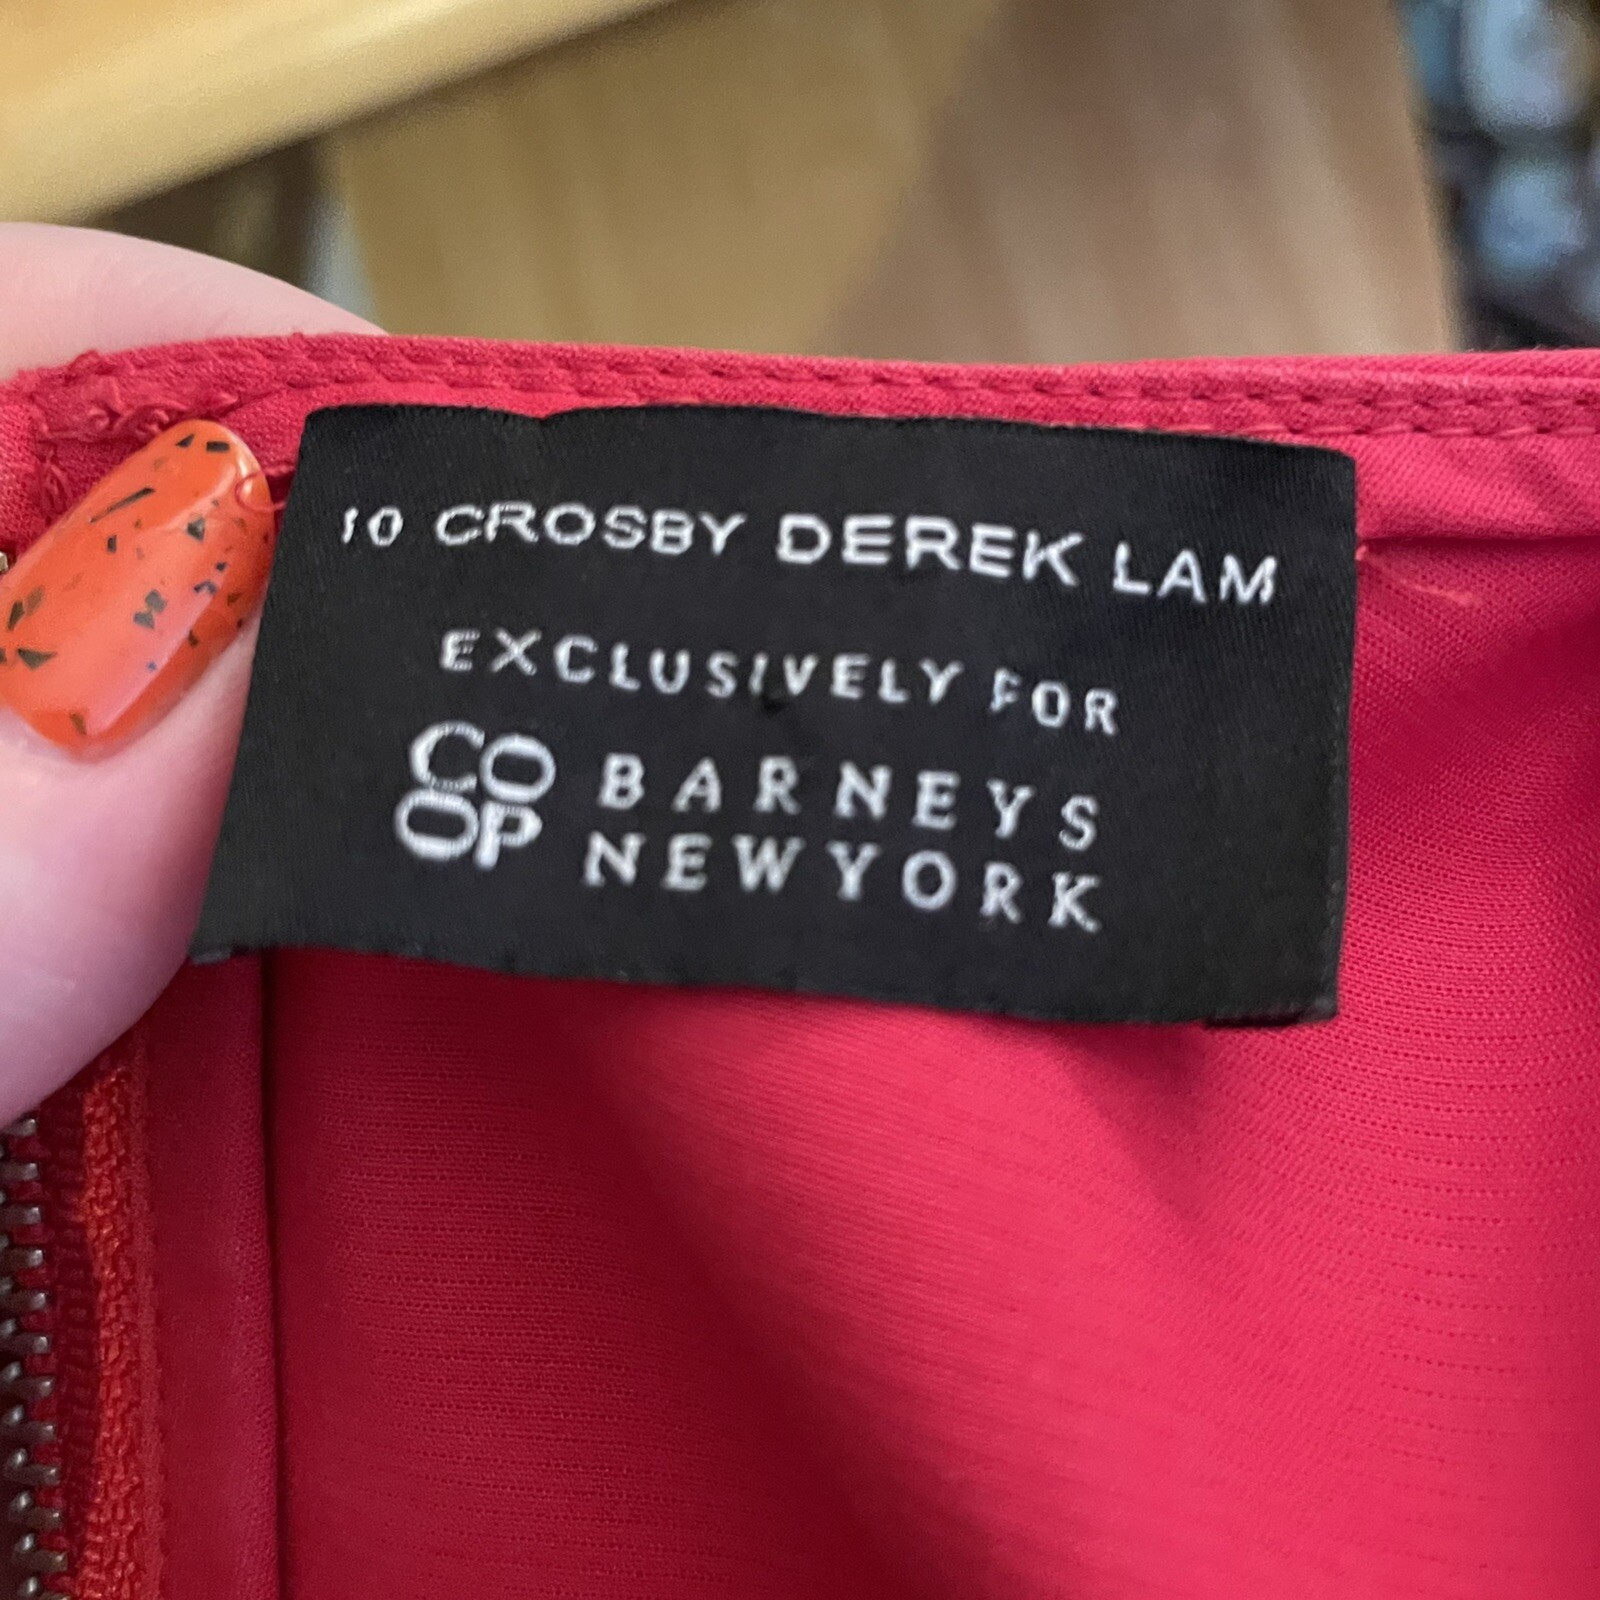 10 CROSBY DEREK LAM
EXCLUSIVELY FOR
CO
OP
BARNEYS
NEWYORK